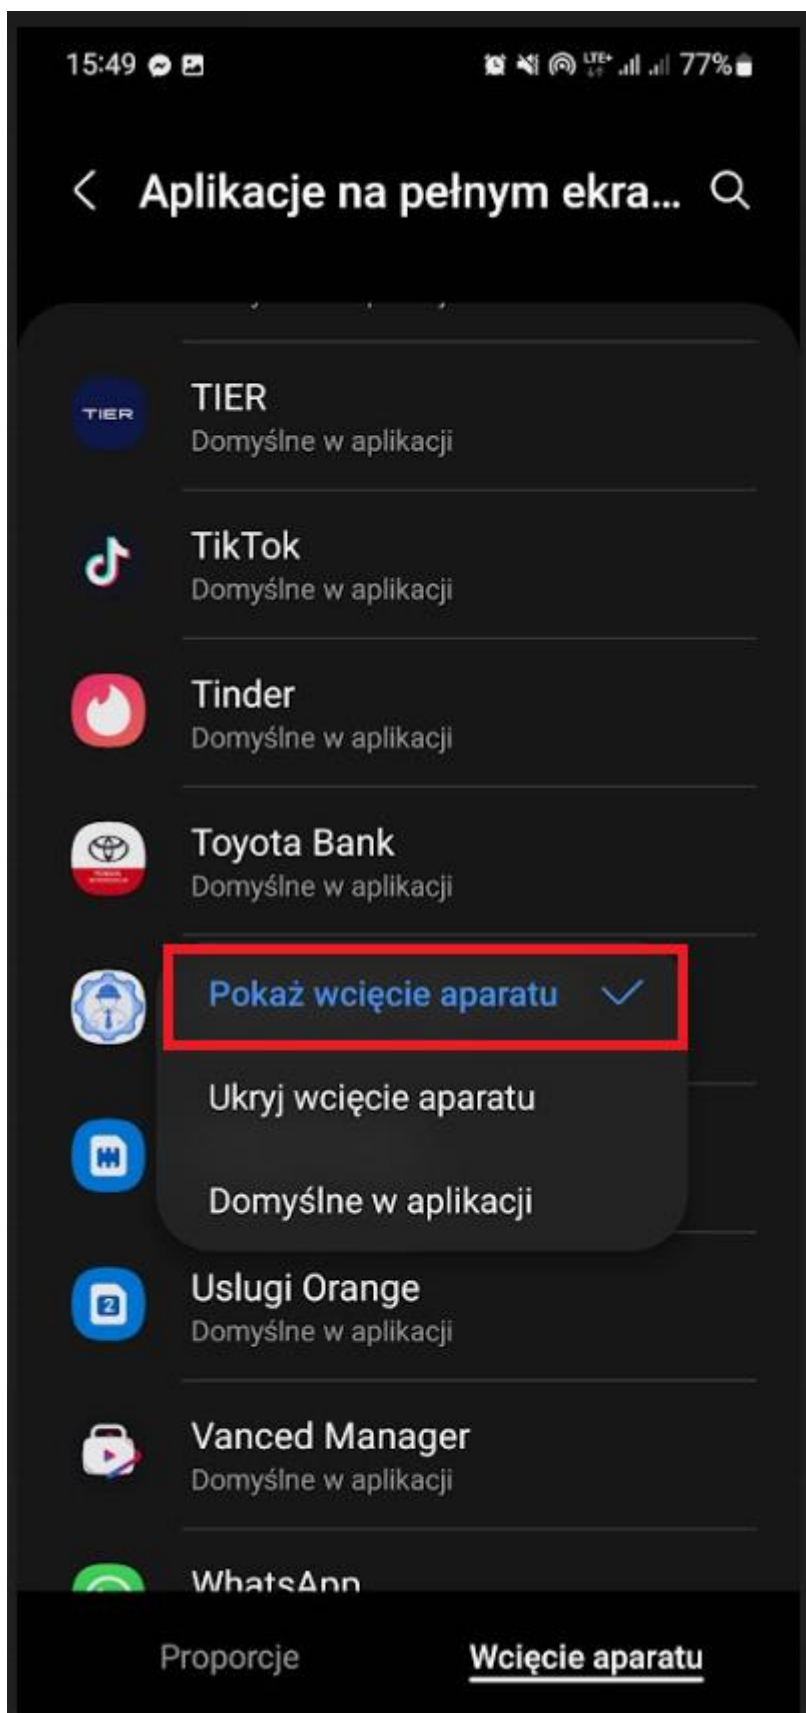 15:49
LTE+ 77%
Aplikacje na pełnym ekra...
TIER
TIER
Domyślne w aplikacji
TikTok
Domyślne w aplikacji
Tinder
Domyślne w aplikacji
Toyota Bank
Domyślne w aplikacji
Pokaż wcięcie aparatu
Ukryj wcięcie aparatu
Domyślne w aplikacji
2
Uslugi Orange
Domyślne w aplikacji
Vanced Manager
Domyślne w aplikacji
WhatsApp
Proporcje
Wcięcie aparatu